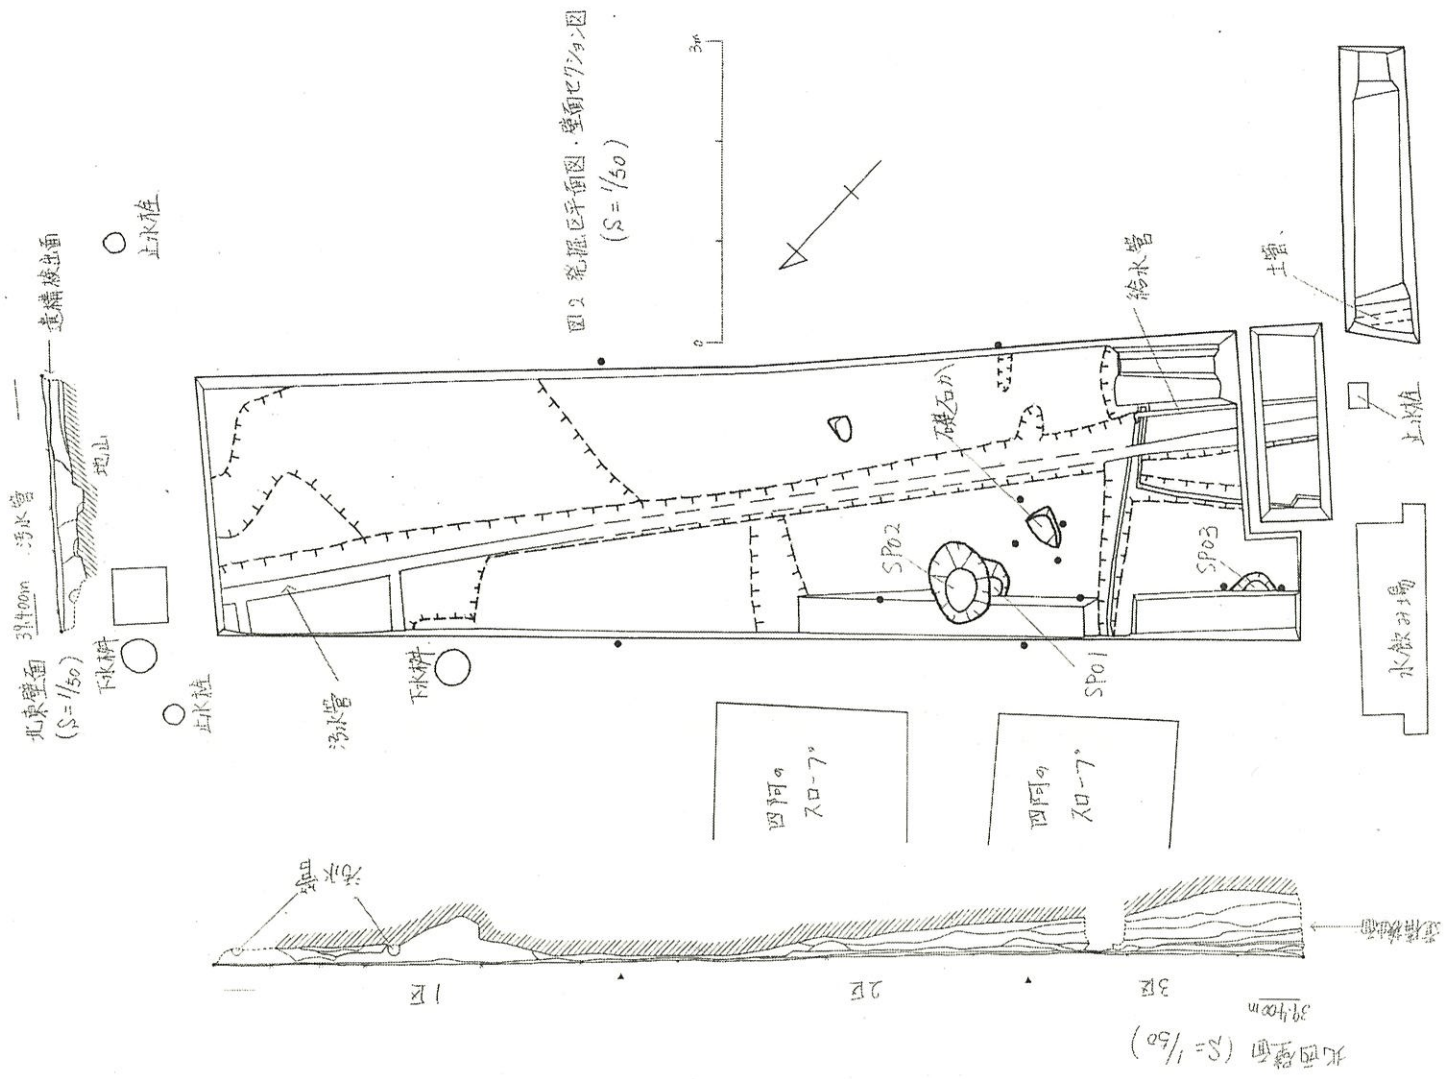 図2 発掘区平面図・壁面セクション図
(S=1/50)
0
3m
北東壁面
(S=1/50)
39.400m
汚水管
地山
遺構検出面
止水栓
下水桝
止水栓
汚水管
下水桝
四阿の
スロープ
四阿の
スロープ
SP02
SP01
礎石か
SP03
給水管
土管
止水栓
水飲み場
汚水管
1区
2区
3区
遺構検出面
39.400m
北西壁面 (S=1/50)